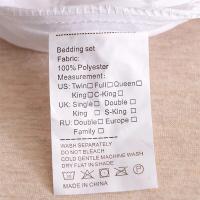 Bedding set
Fabric:
100% Polyester
Measurement:
US: Twin☐ Full☐ Queen☐
King☐ C-King☐
UK: Single☐ Double☐
King☐ S-King☐
RU: Double☐ Europe☐
Family☐
WASH SEPARATELY
DO NOT BLEACH
COLD GENTLE MACHINE WASH
DRY FLAT IN SHADE
MADE IN CHINA